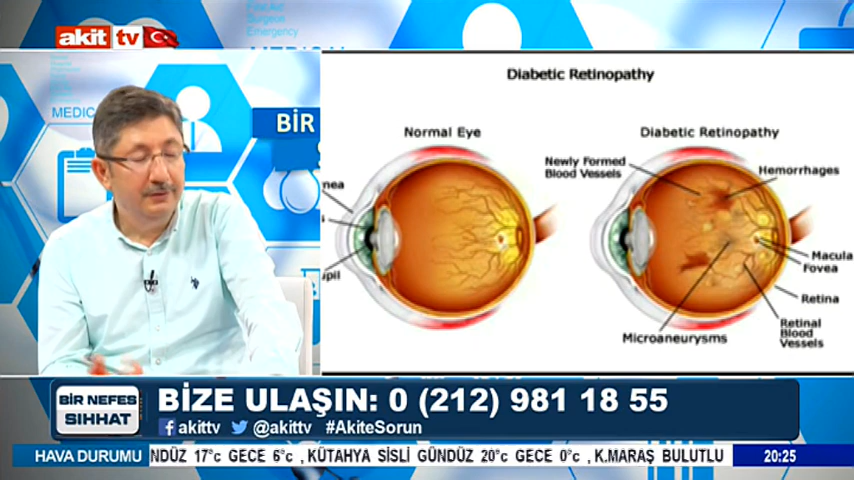 akit tv
MEDIC
BİR
Diabetic Retinopathy
Normal Eye
Diabetic Retinopathy
Newly Formed
Blood Vessels
Hemorrhages
nea
s
upil
Macula
Fovea
Retina
Retinal
Blood
Vessels
Microaneurysms
BİR NEFES
SIHHAT
BİZE ULAŞIN: 0 (212) 981 18 55
akittv @akittv #AkiteSorun
HAVA DURUMU NDÜZ 17°c GECE 6°c , KÜTAHYA SİSLİ GÜNDÜZ 20°c GECE 0°c , K.MARAŞ BULUTLU 20:25